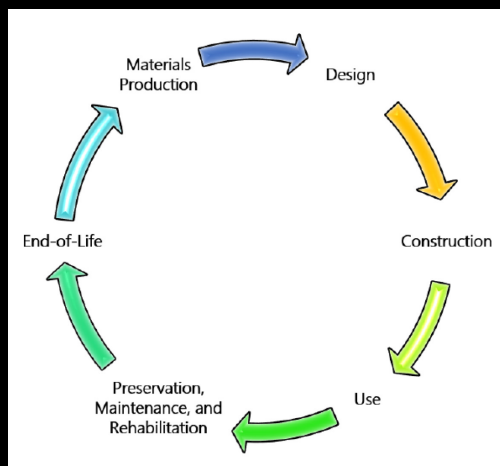 Materials
Production
Design
Construction
Use
Preservation,
Maintenance, and
Rehabilitation
End-of-Life